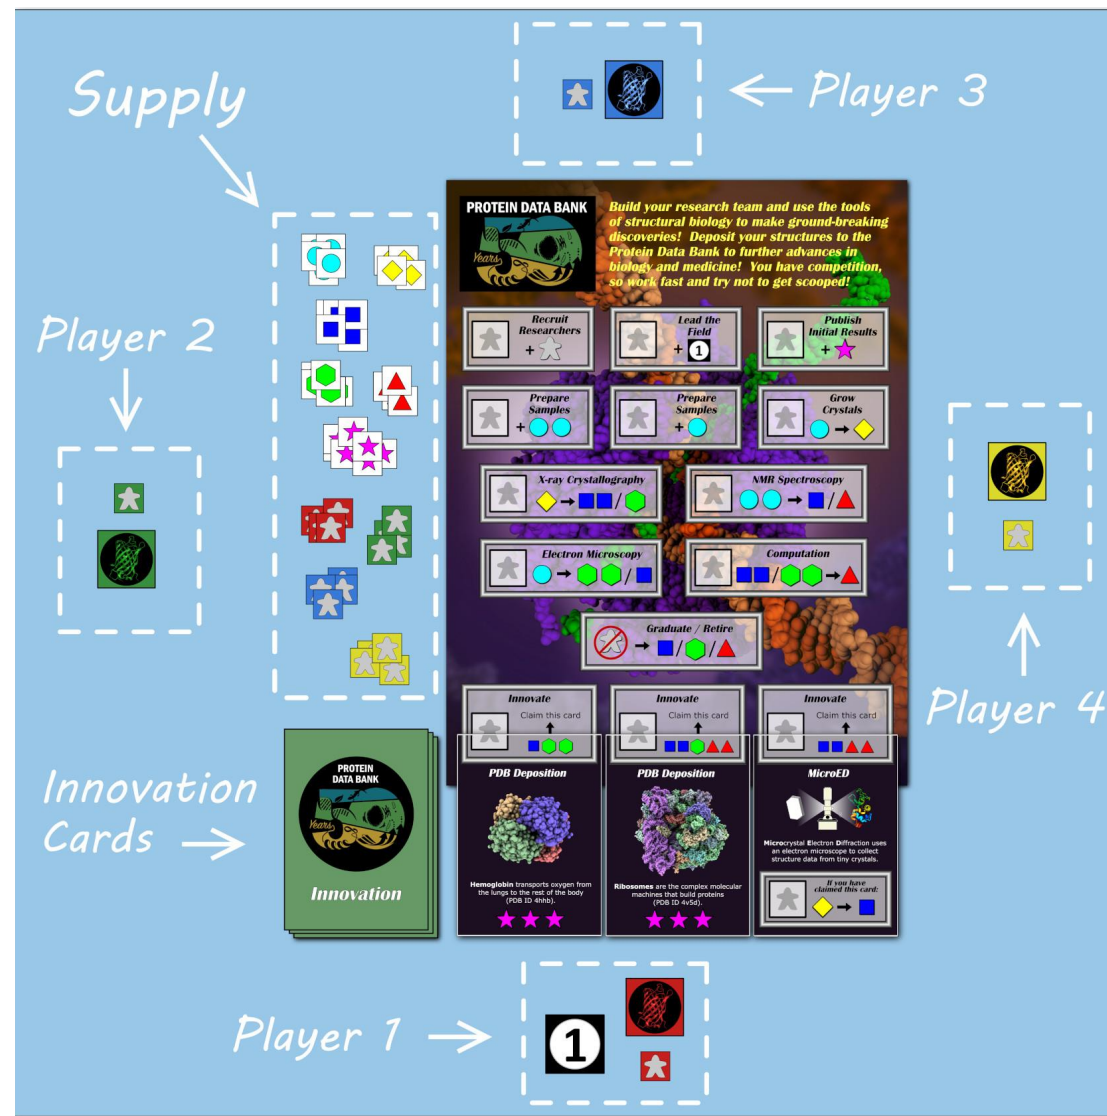 Supply
Player 3
PROTEIN DATA BANK
Years
Build your research team and use the tools
of structural biology to make ground-breaking
discoveries! Deposit your structures to the
Protein Data Bank to further advances in
biology and medicine! You have competition,
so work fast and try not to get scooped!
Player 2
Recruit
Researchers
+
Lead the
Field
+ 1
Publish
Initial Results
+
Prepare
Samples
+
Prepare
Samples
+
Grow
Crystals
X-ray Crystallography
/
NMR Spectroscopy
/
Electron Microscopy
/
Computation
/
Graduate / Retire
/ /
Player 4
Innovate
Claim this card
Innovate
Claim this card
Innovate
Claim this card
Innovation
Cards
PROTEIN
DATA BANK
Years
Innovation
PDB Deposition
Hemoglobin transports oxygen from
the lungs to the rest of the body
(PDB ID 4hhb).
PDB Deposition
Ribosomes are the complex molecular
machines that build proteins
(PDB ID 4v5d).
MicroED
Microcrystal Electron Diffraction uses
an electron microscope to collect
structure data from tiny crystals.
If you have
claimed this card:
Player 1
1